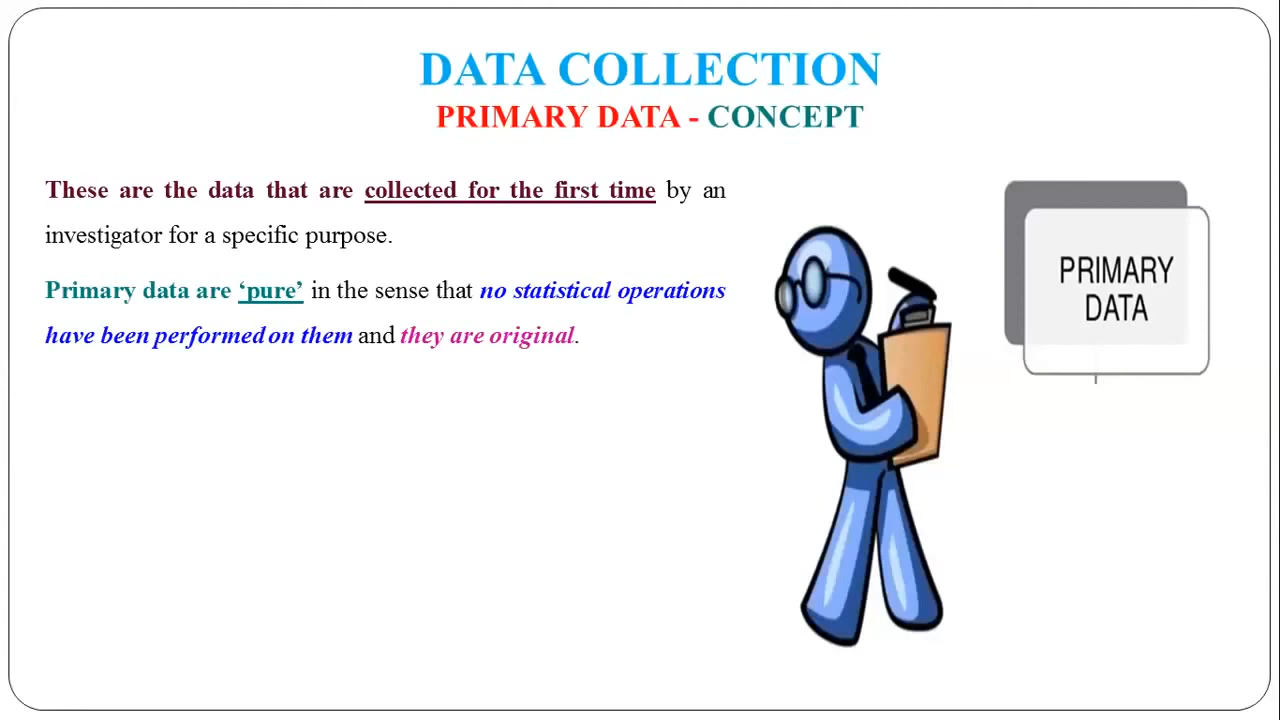 DATA COLLECTION
PRIMARY DATA - CONCEPT
These are the data that are collected for the first time by an
investigator for a specific purpose.
Primary data are ‘pure’ in the sense that no statistical operations
have been performed on them and they are original.
PRIMARY
DATA